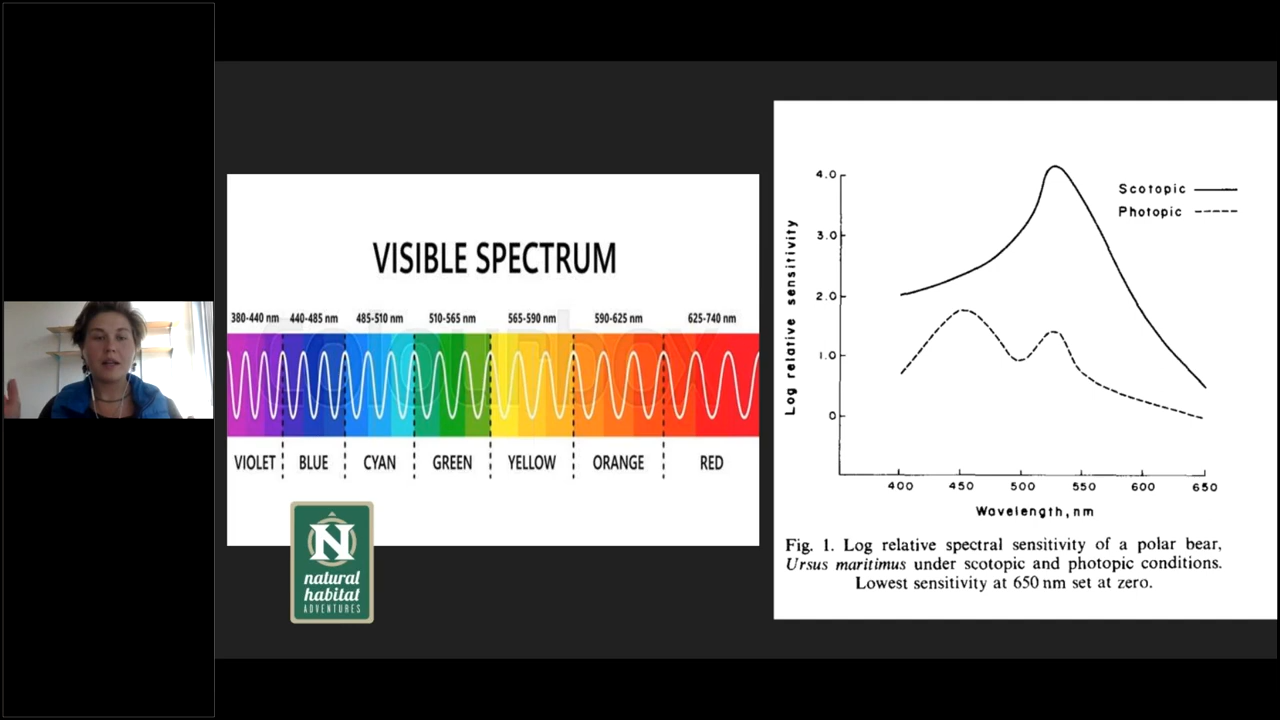 VISIBLE SPECTRUM
380-440 nm 440-485 nm 485-510 nm 510-565 nm 565-590 nm 590-625 nm 625-740 nm
colourbox
VIOLET BLUE CYAN GREEN YELLOW ORANGE RED
N
natural
habitat
ADVENTURES
4.0
3.0
2.0
1.0
0
Log relative sensitivity
Scotopic
Photopic
400 450 500 550 600 650
Wavelength, nm
Fig. 1. Log relative spectral sensitivity of a polar bear,
Ursus maritimus under scotopic and photopic conditions.
Lowest sensitivity at 650 nm set at zero.